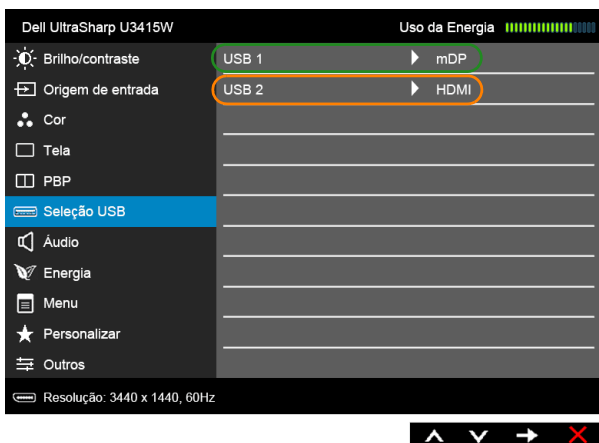 Dell UltraSharp U3415W Uso da Energia
Brilho/contraste USB 1 mDP
Origem de entrada USB 2 HDMI
Cor
Tela
PBP
Seleção USB
Áudio
Energia
Menu
Personalizar
Outros
Resolução: 3440 x 1440, 60Hz